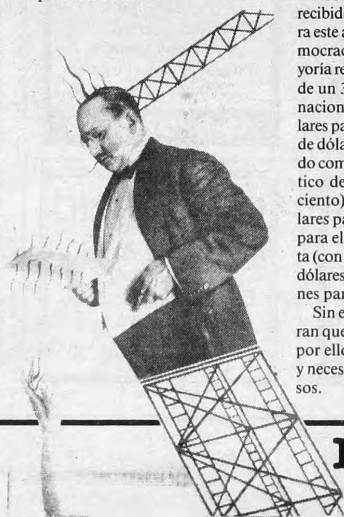 recibido
ra este a
mocrac
yoría re
de un 3
nacion
lares pa
de dóla
do com
tico de
ciento)
lares pa
para el
ta (con
dólares
nes par
Sin e
ran que
por ello
y neces
sos.